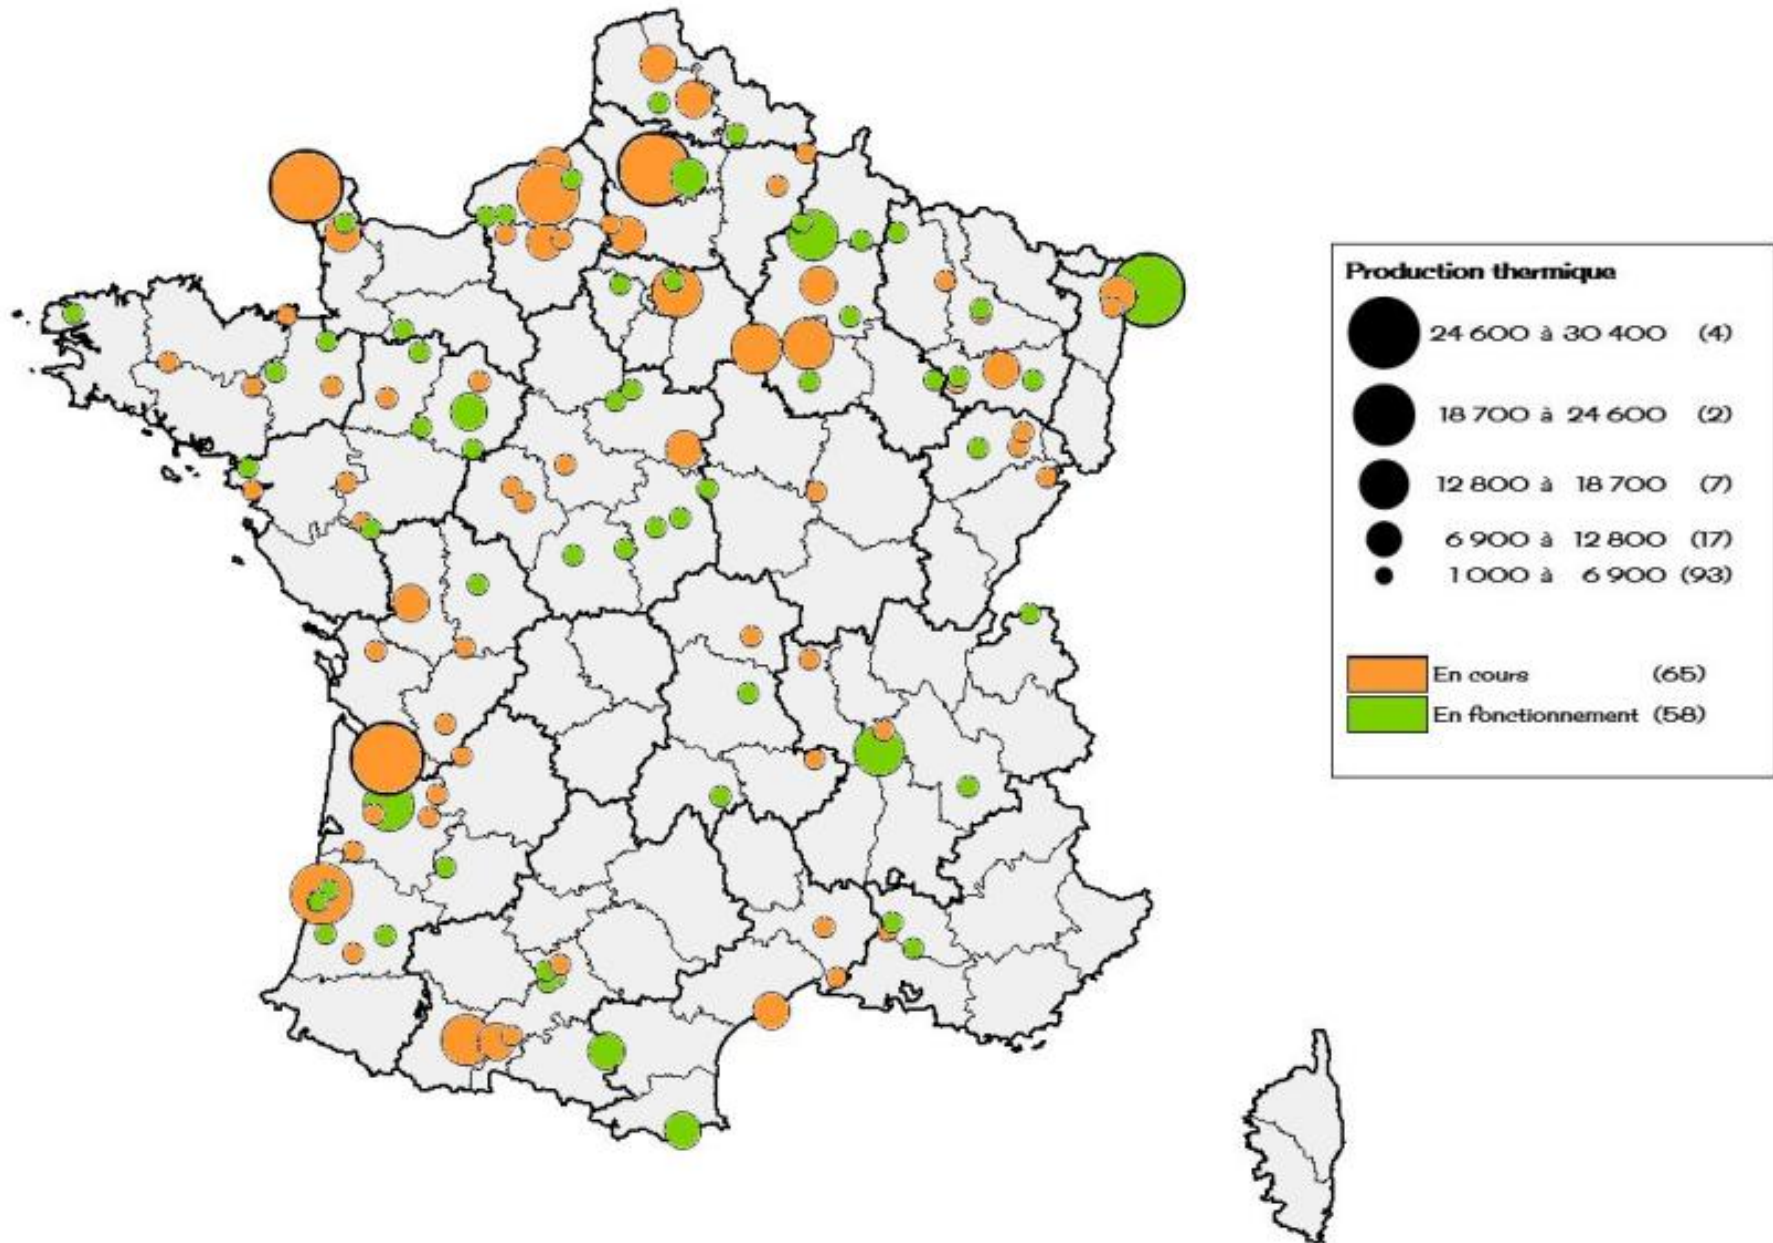 Production thermique
24 600 à 30 400 (4)
18 700 à 24 600 (2)
12 800 à 18 700 (7)
6 900 à 12 800 (17)
1 000 à 6 900 (93)
En cours (65)
En fonctionnement (58)